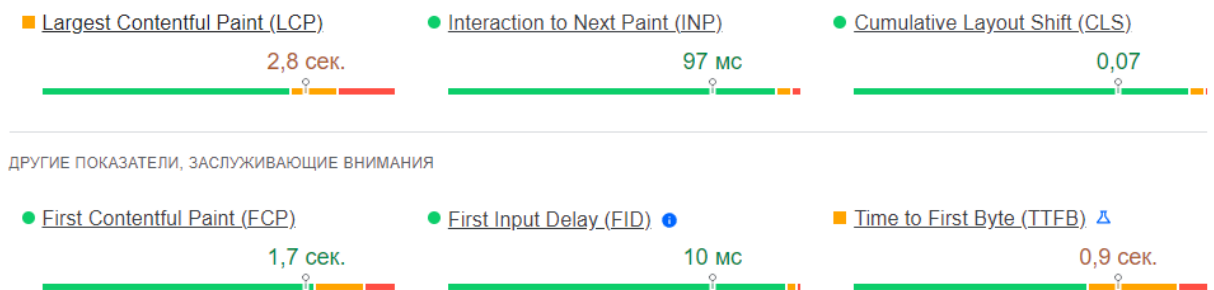 Largest Contentful Paint (LCP)
Interaction to Next Paint (INP)
Cumulative Layout Shift (CLS)
2,8 сек.
97 мс
0,07
ДРУГИЕ ПОКАЗАТЕЛИ, ЗАСЛУЖИВАЮЩИЕ ВНИМАНИЯ
First Contentful Paint (FCP)
First Input Delay (FID)
Time to First Byte (TTFB)
1,7 сек.
10 мс
0,9 сек.